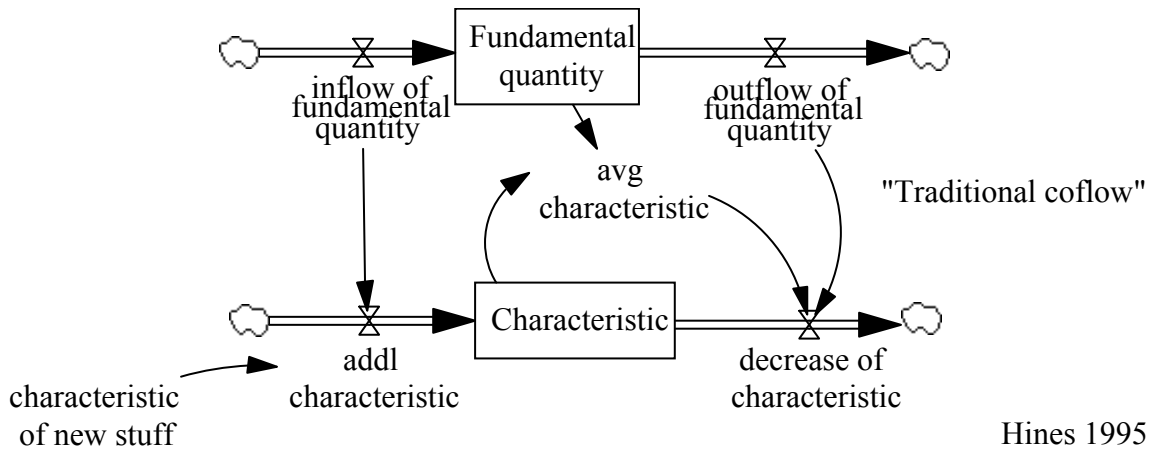 Fundamental
quantity
inflow of
fundamental
quantity
outflow of
fundamental
quantity
avg
characteristic
"Traditional coflow"
Characteristic
addl
characteristic
decrease of
characteristic
characteristic
of new stuff
Hines 1995